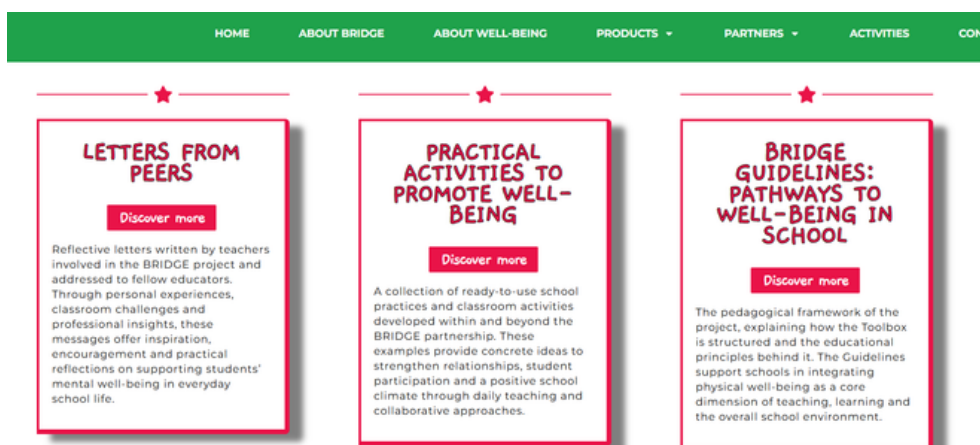 HOME ABOUT BRIDGE ABOUT WELL-BEING PRODUCTS PARTNERS ACTIVITIES CON
LETTERS FROM
PEERS
Discover more
Reflective letters written by teachers
involved in the BRIDGE project and
addressed to fellow educators.
Through personal experiences,
classroom challenges and
professional insights, these
messages offer inspiration,
encouragement and practical
reflections on supporting students'
mental well-being in everyday
school life.
PRACTICAL
ACTIVITIES TO
PROMOTE WELL-
BEING
Discover more
A collection of ready-to-use school
practices and classroom activities
developed within and beyond the
BRIDGE partnership. These
examples provide concrete ideas to
strengthen relationships, student
participation and a positive school
climate through daily teaching and
collaborative approaches.
BRIDGE
GUIDELINES:
PATHWAYS TO
WELL-BEING IN
SCHOOL
Discover more
The pedagogical framework of the
project, explaining how the Toolbox
is structured and the educational
principles behind it. The Guidelines
support schools in integrating
physical well-being as a core
dimension of teaching, learning and
the overall school environment.